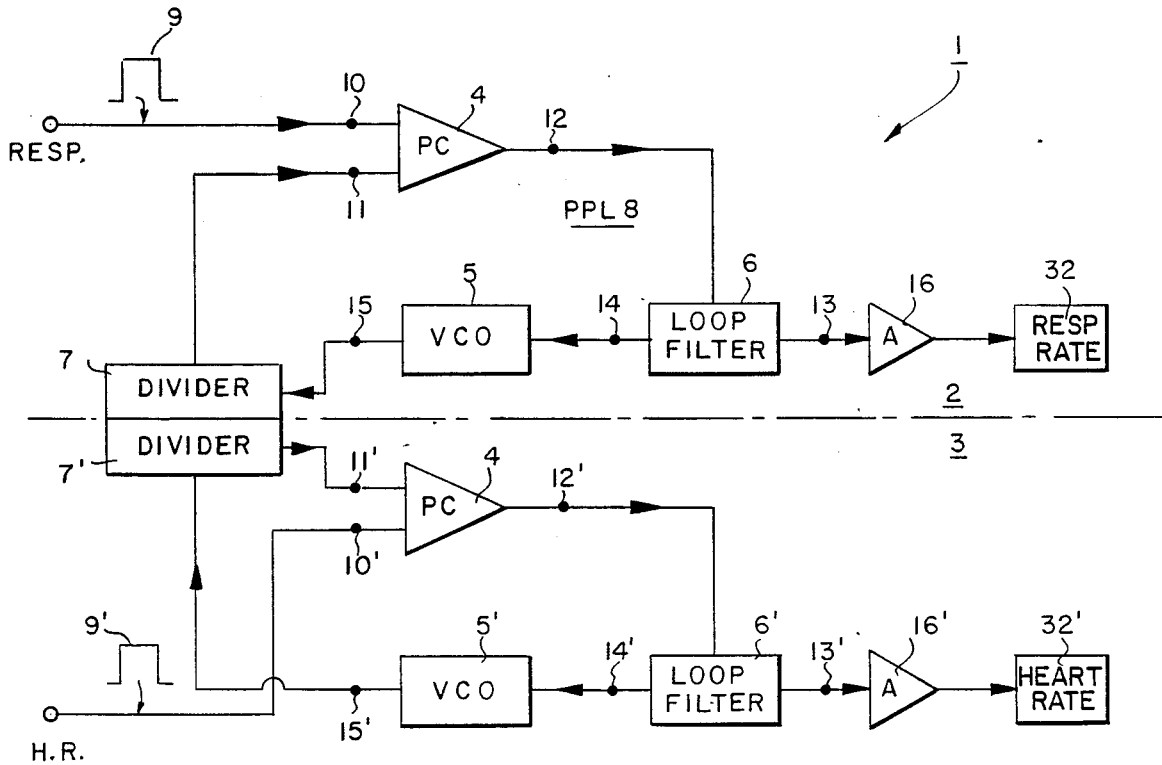 9
1
10
4
12
RESP.
PC
11
PPL 8
5
6
15
14
13
16
32
VCO
LOOP
FILTER
A
RESP
RATE
7
DIVIDER
2
DIVIDER
3
7'
11'
4
12'
PC
10'
9'
5'
6'
14'
13'
16'
32'
VCO
LOOP
FILTER
A
HEART
RATE
15'
H.R.